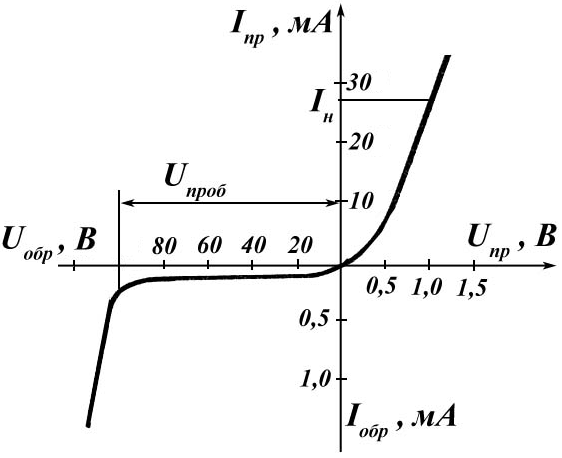 Iпр , мА
30
Iн
20
Uпроб
10
Uобр , В
80 60 40 20
Uпр , В
0,5 1,0 1,5
0,5
1,0
Iобр , мА